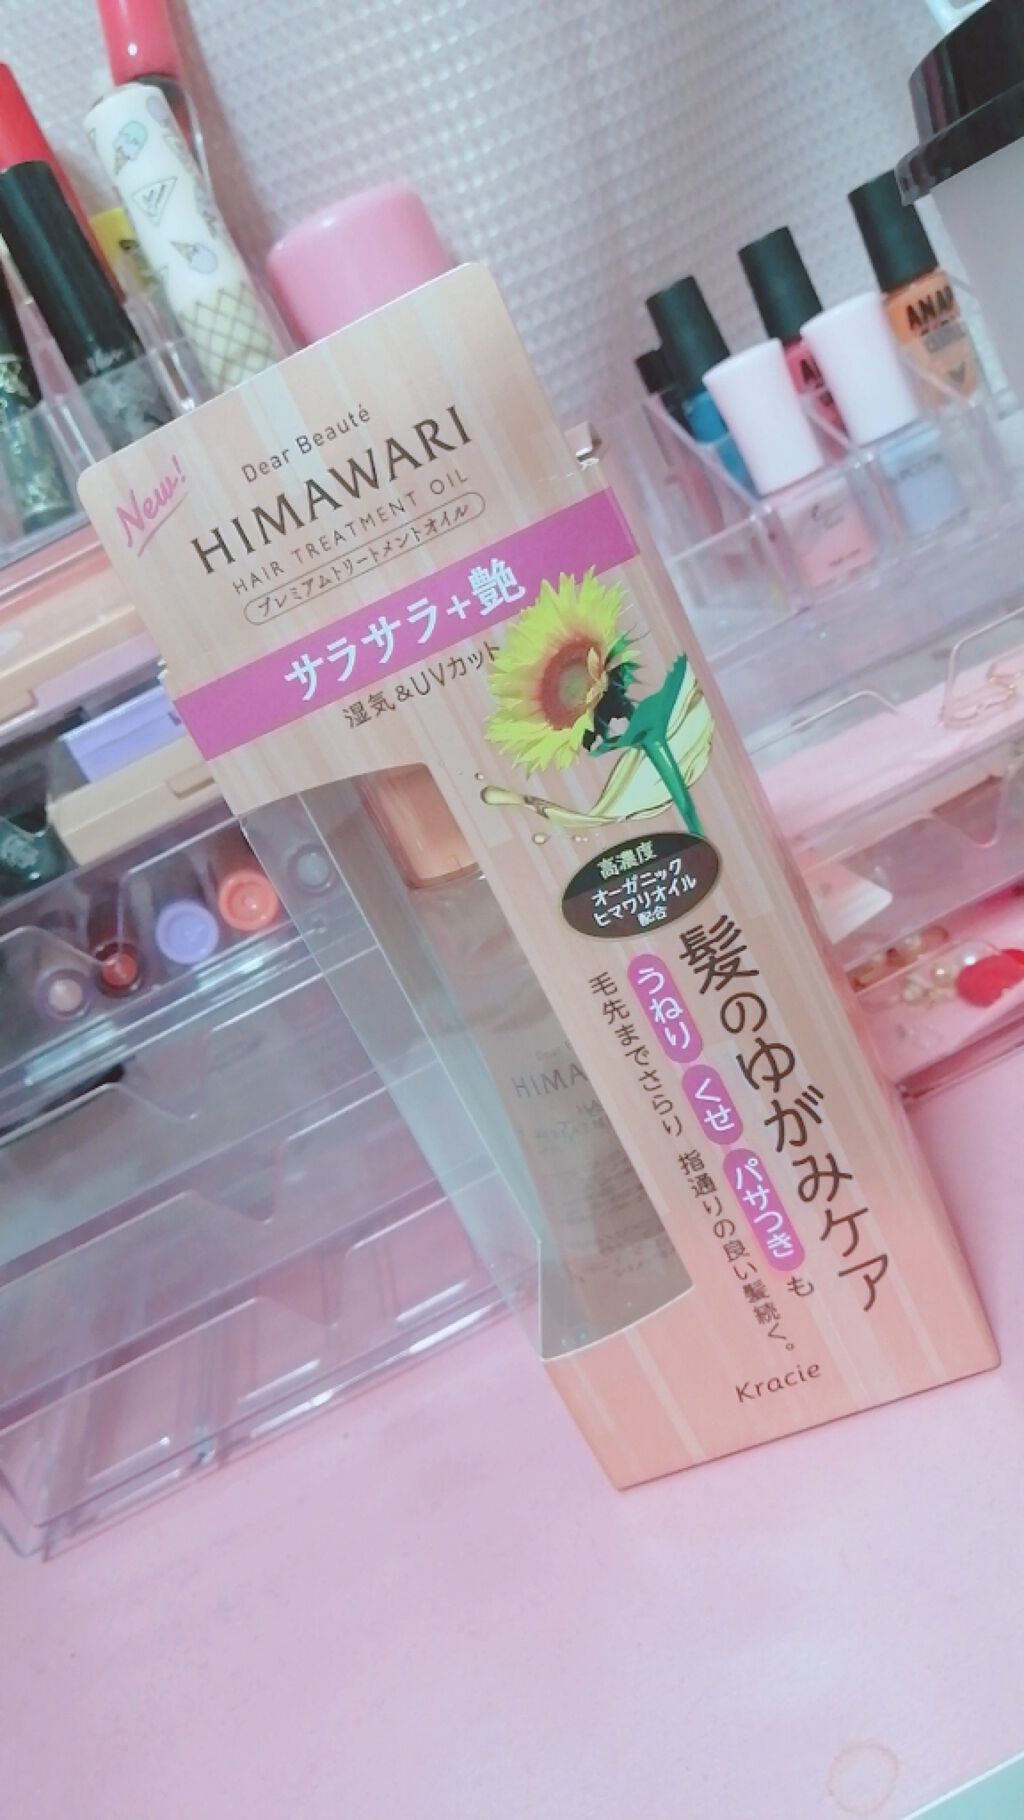 New!
Dear Beauté
HIMAWARI
HAIR TREATMENT OIL
プレミアムトリートメントオイル
サラサラ+艶
湿気&UVカット
高濃度
オーガニック
ヒマワリオイル
配合
髪のゆがみケア
うねり くせ パサつき も
毛先までさらり 指通りの良い髪続く。
Kracie
HIMA
ANAP